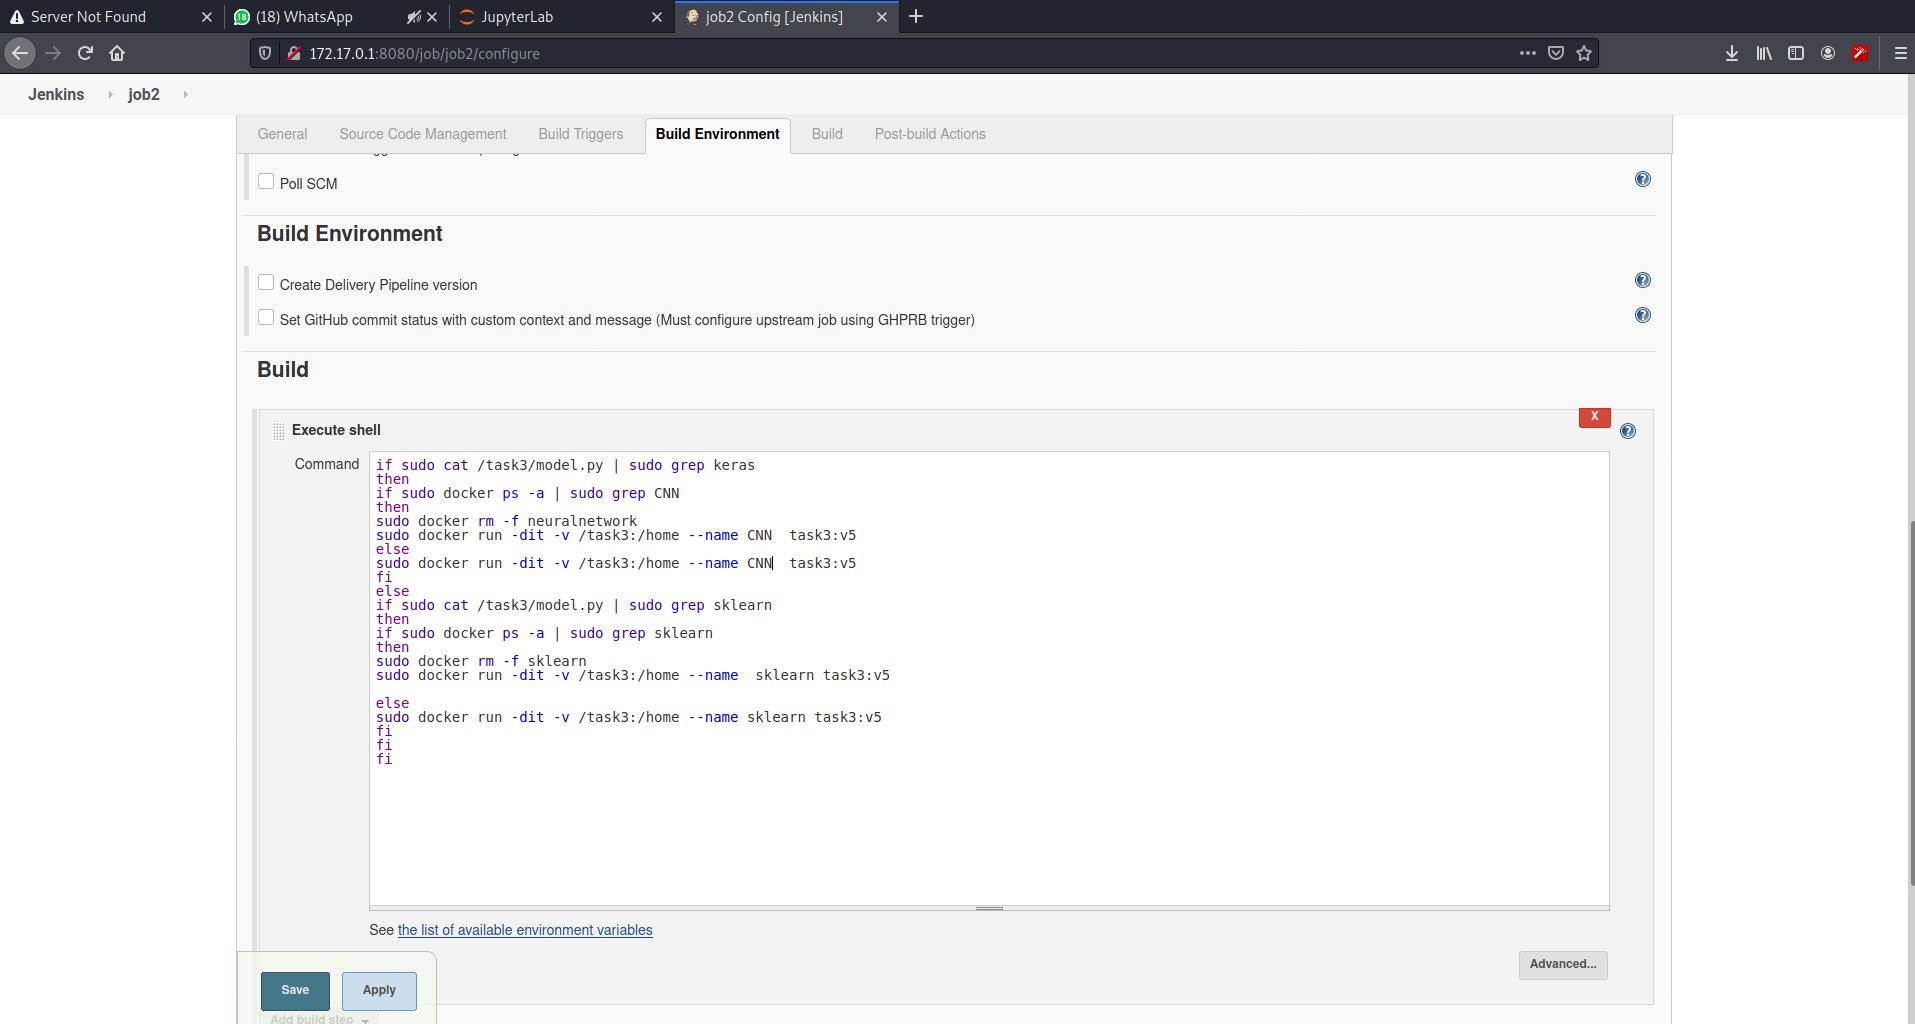 Server Not Found
(18) WhatsApp
JupyterLab
job2 Config [Jenkins]
172.17.0.1:8080/job/job2/configure
Jenkins
job2
General
Source Code Management
Build Triggers
Build Environment
Build
Post-build Actions
Poll SCM
Build Environment
Create Delivery Pipeline version
Set GitHub commit status with custom context and message (Must configure upstream job using GHPRB trigger)
Build
X
Execute shell
Command
if sudo cat /task3/model.py | sudo grep keras
then
if sudo docker ps -a | sudo grep CNN
then
sudo docker rm -f neuralnetwork
sudo docker run -dit -v /task3:/home --name CNN  task3:v5
else
sudo docker run -dit -v /task3:/home --name CNN  task3:v5
fi
else
if sudo cat /task3/model.py | sudo grep sklearn
then
if sudo docker ps -a | sudo grep sklearn
then
sudo docker rm -f sklearn
sudo docker run -dit -v /task3:/home --name  sklearn task3:v5
else
sudo docker run -dit -v /task3:/home --name sklearn task3:v5
fi
fi
fi
See the list of available environment variables
Advanced...
Save
Apply
Add build step